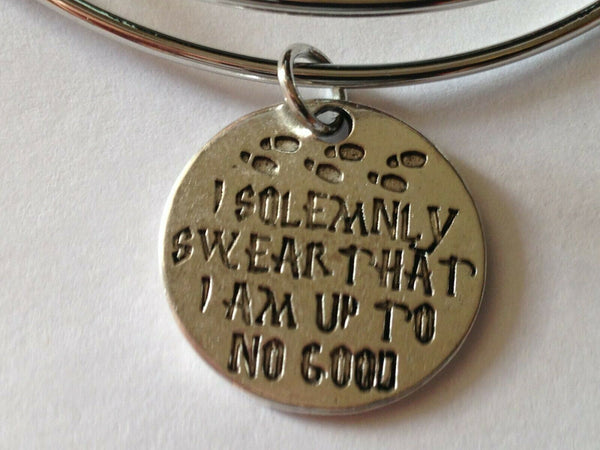 I SOLEMNLY
SWEAR THAT
I AM UP TO
NO GOOD